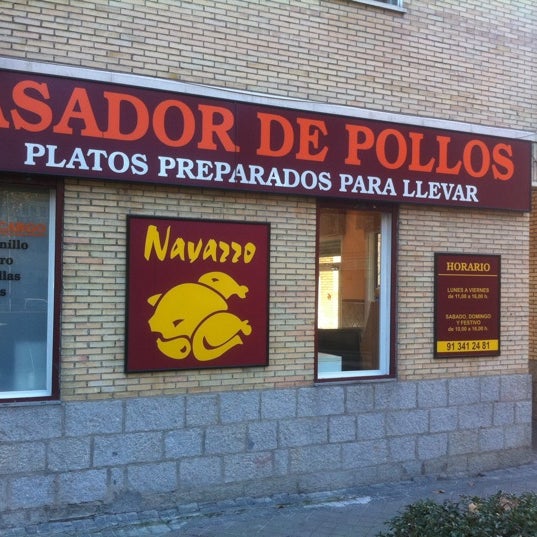 ASADOR DE POLLOS
PLATOS PREPARADOS PARA LLEVAR
Navarro
HORARIO
LUNES A VIERNES
de 11,00 a 16,00 h.
SABADO, DOMINGO
Y FESTIVO
de 10,00 a 16,00 h.
91 341 24 81